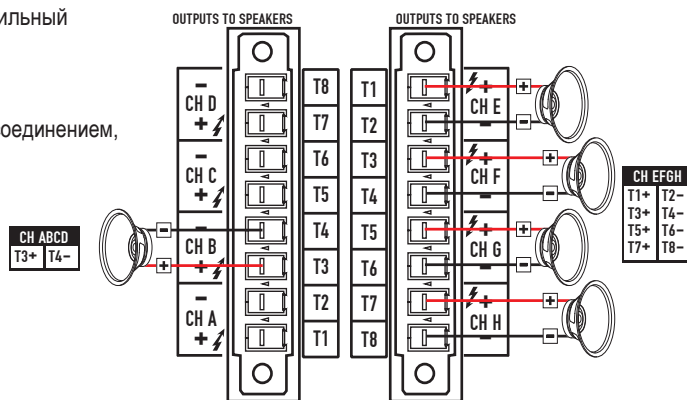 ильный
оединением,
OUTPUTS TO SPEAKERS
OUTPUTS TO SPEAKERS
− CH D +
− CH C +
− CH B +
− CH A +
T8
T7
T6
T5
T4
T3
T2
T1
T1
T2
T3
T4
T5
T6
T7
T8
+ CH E −
+ CH F −
+ CH G −
+ CH H −
CH ABCD
T3+ T4−
CH EFGH
T1+ T2−
T3+ T4−
T5+ T6−
T7+ T8−